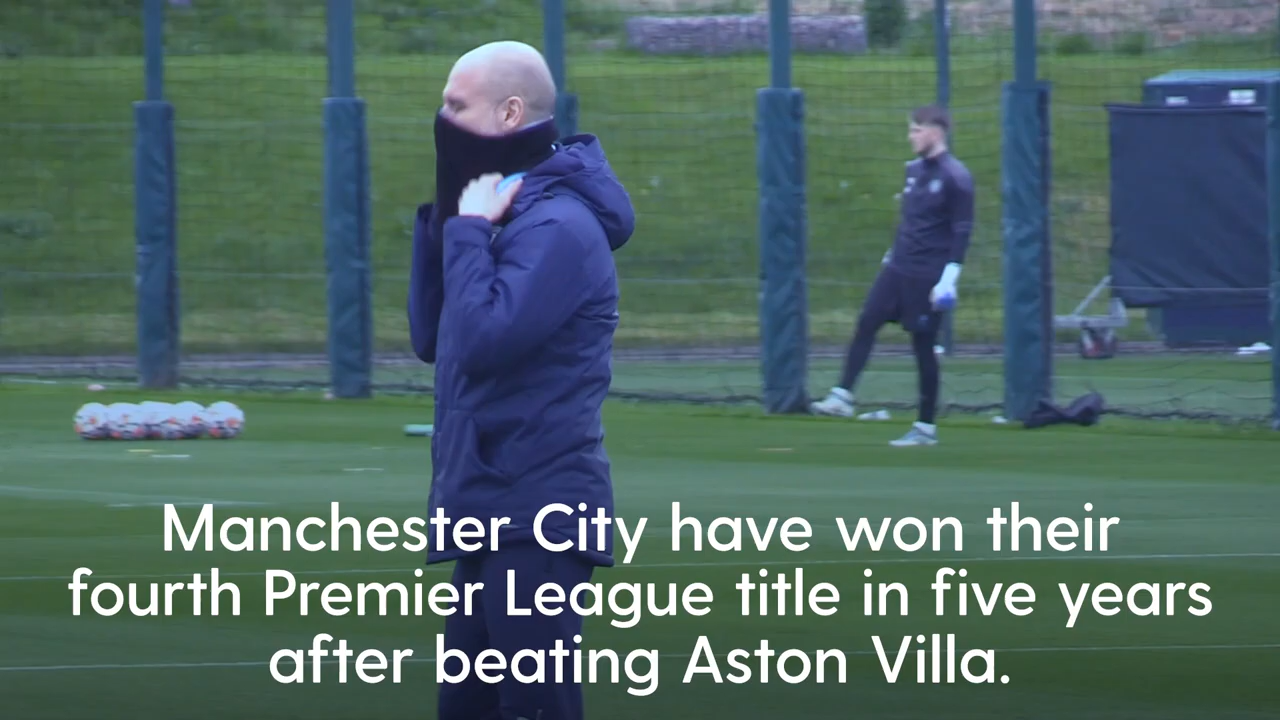 Manchester City have won their
fourth Premier League title in five years
after beating Aston Villa.